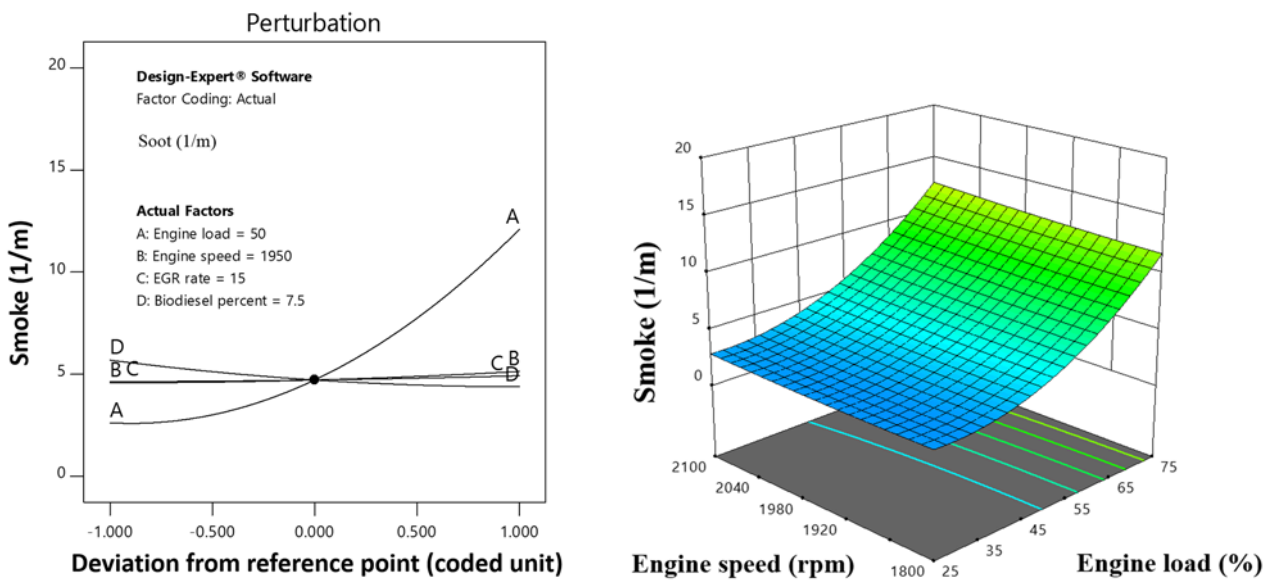 Perturbation
20
15
10
5
0
Design-Expert® Software
Factor Coding: Actual
Soot (1/m)
Actual Factors
A: Engine load = 50
B: Engine speed = 1950
C: EGR rate = 15
D: Biodiesel percent = 7.5
A
D
B C
A
C B
D
-1.000 -0.500 0.000 0.500 1.000
Smoke (1/m)
Deviation from reference point (coded unit)
20
15
10
5
0
Smoke (1/m)
2100
2040
1980
1920
1800
25
35
45
55
65
75
Engine speed (rpm)
Engine load (%)